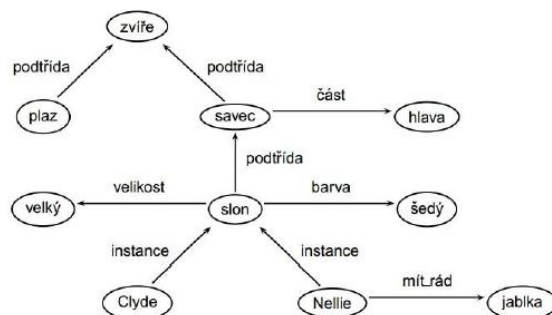 zvíře
podtřída podtřída
část
plaz savec hlava
podtřída
velikost barva
velký slon šedý
instance instance
mít_rád
Clyde Nellie jablka